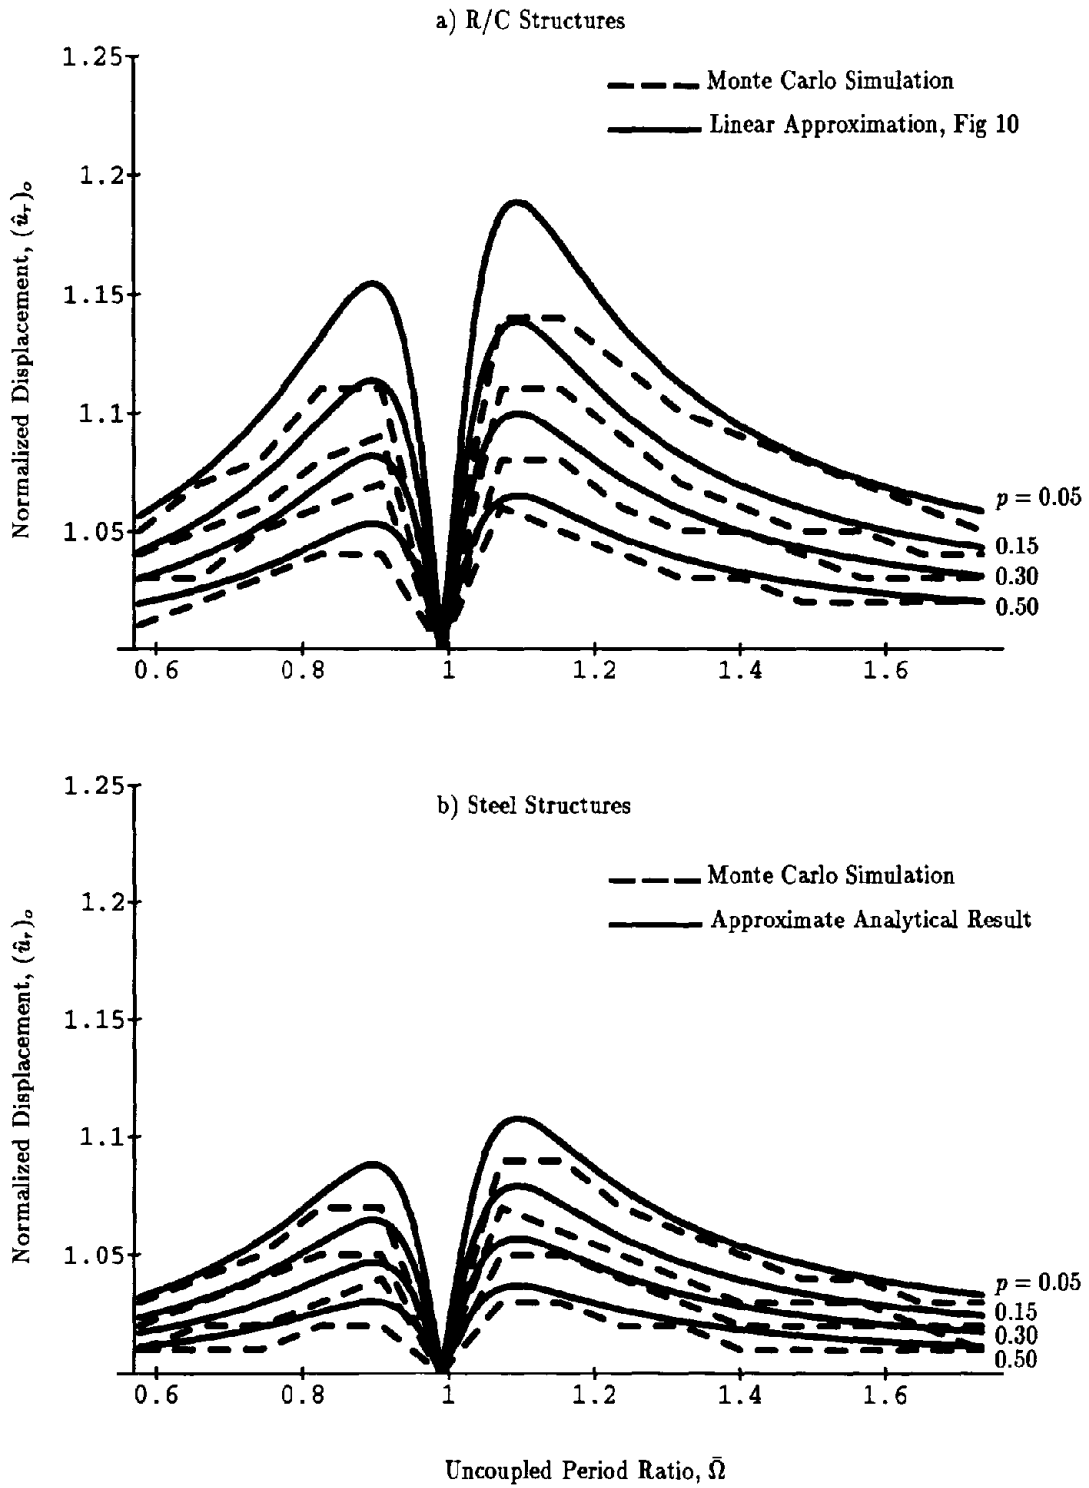 a) R/C Structures
1.25
Monte Carlo Simulation
Linear Approximation, Fig 10
1.2
1.15
1.1
1.05
Normalized Displacement, (û_r)_o
p = 0.05
0.15
0.30
0.50
0.6 0.8 1 1.2 1.4 1.6
1.25
b) Steel Structures
Monte Carlo Simulation
Approximate Analytical Result
1.2
1.15
1.1
1.05
Normalized Displacement, (û_r)_o
p = 0.05
0.15
0.30
0.50
0.6 0.8 1 1.2 1.4 1.6
Uncoupled Period Ratio, Ω̄